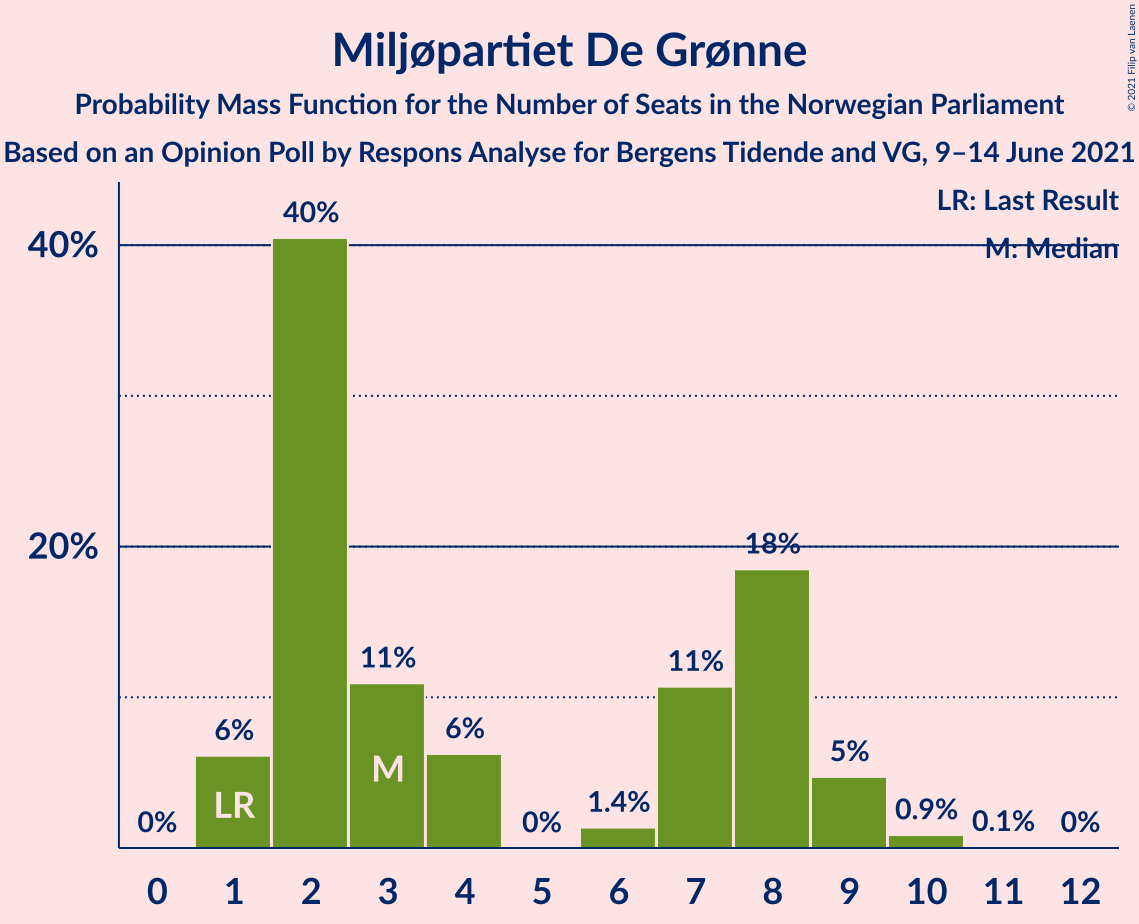 Miljøpartiet De Grønne
Probability Mass Function for the Number of Seats in the Norwegian Parliament
Based on an Opinion Poll by Respons Analyse for Bergens Tidende and VG, 9–14 June 2021
© 2021 Filip van Laenen
LR: Last Result
M: Median
40%
20%
0%
6%
40%
11%
6%
0%
1.4%
11%
18%
5%
0.9%
0.1%
0%
LR
M
0 1 2 3 4 5 6 7 8 9 10 11 12